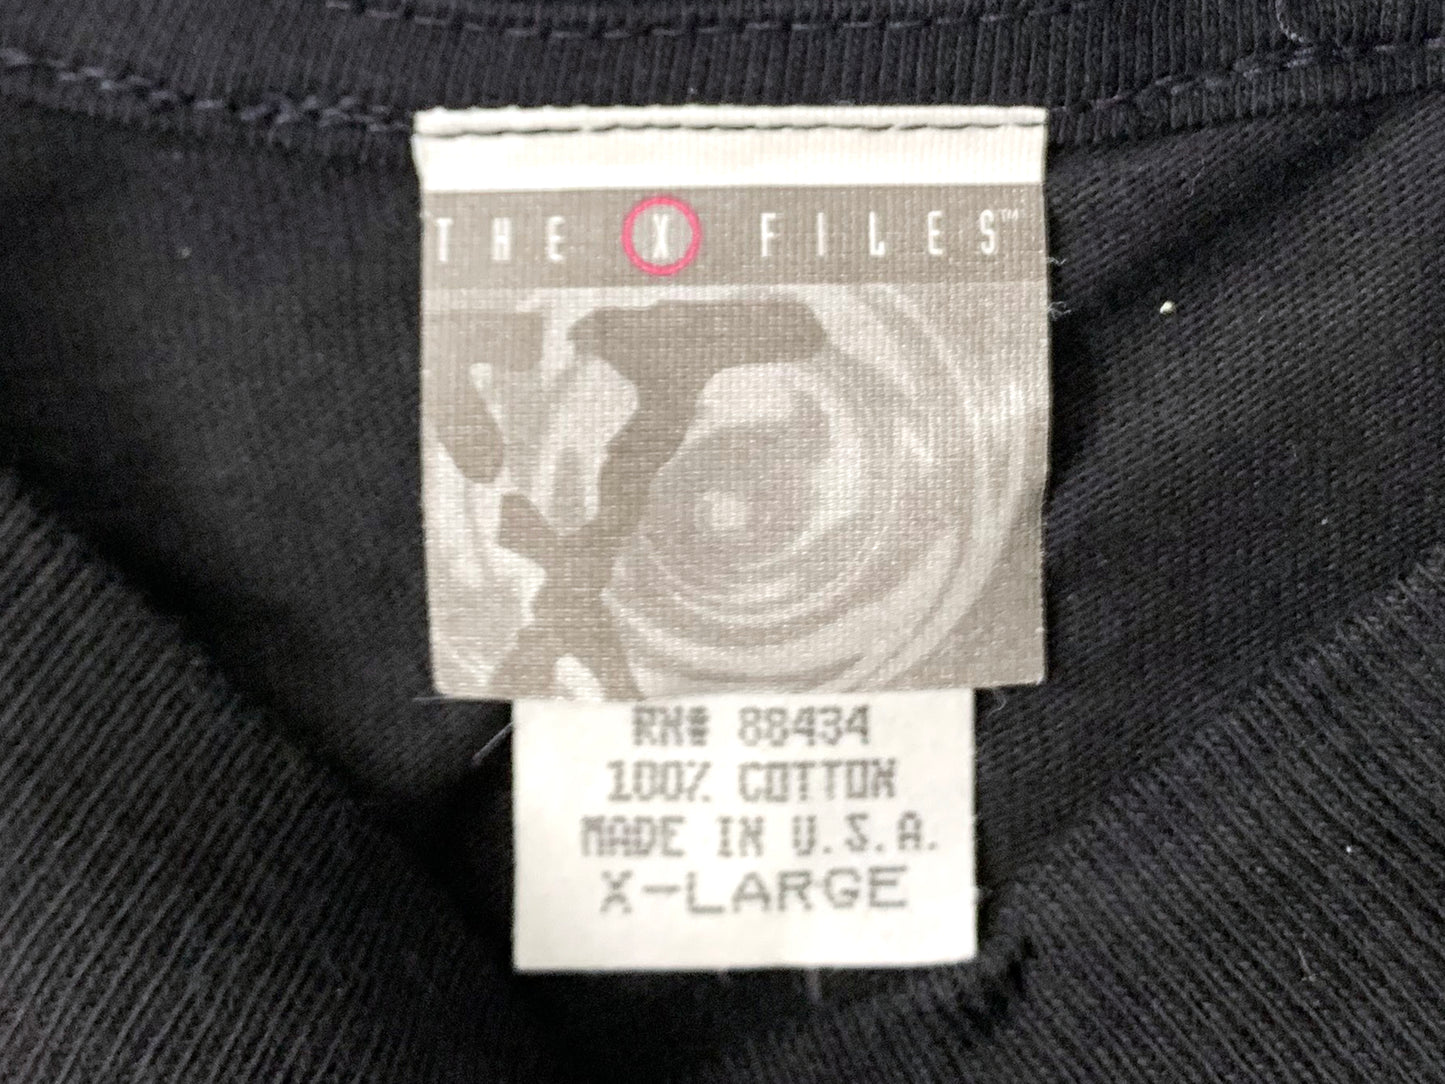 THE X FILES™
RN# 88434
100% COTTON
MADE IN U.S.A.
X-LARGE